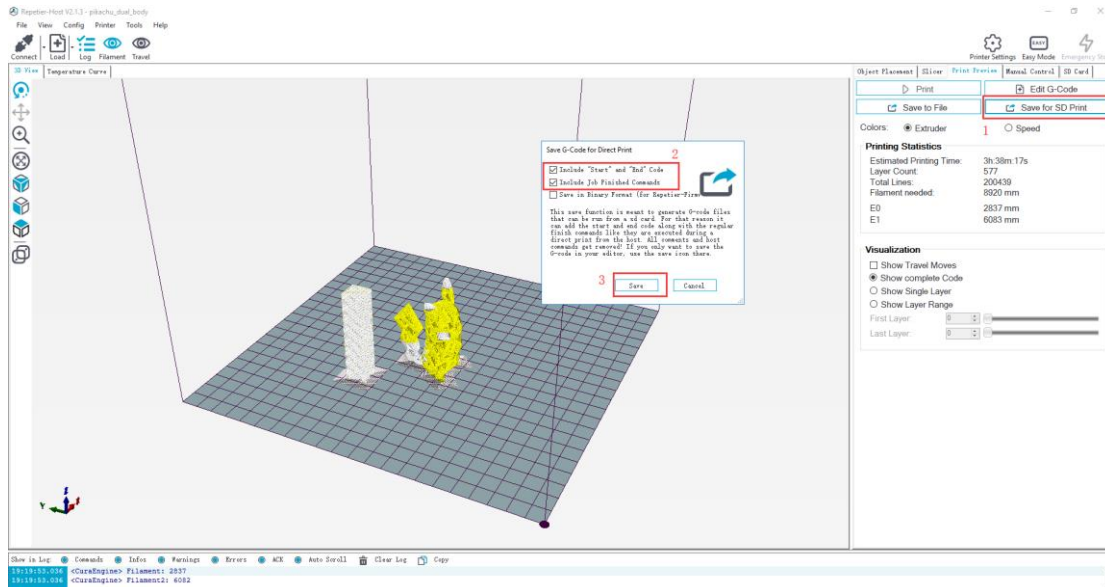 Repetier-Host V2.1.3 - pikachu_dual_body
File View Config Printer Tools Help
Connect Load Log Filament Travel
Printer Settings Easy Mode Emergency
3D View Temperature Curve
Object Placement Slicer Print Preview Manual Control SD Card
Print Edit G-Code
Save to File Save for SD Print
Colors: Extruder 1 Speed
Printing Statistics
Estimated Printing Time: 3h:38m:17s
Layer Count: 577
Total Lines: 200439
Filament needed: 8920 mm
E0 2837 mm
E1 6083 mm
Visualization
Show Travel Moves
Show complete Code
Show Single Layer
Show Layer Range
First Layer: 0
Last Layer: 0
Save G-Code for Direct Print
2
Include "Start" and "End" Code
Include Job Finished Commands
Save in Binary Format (for Repetier-Firm
This save function is meant to generate G-code files
that can be run from a sd card. For that reason it
can add the start and end code along with the regular
finish commands like they are executed during a
direct print from the host. All comments and host
commands get removed! If you only want to save the
G-code in your editor, use the save icon there.
3 Save Cancel
Z
Y
Show in Log: Commands Infos Warnings Errors ACK Auto Scroll Clear Log Copy
19:19:53.036 <CuraEngine> Filament: 2837
19:19:53.036 <CuraEngine> Filament2: 6082